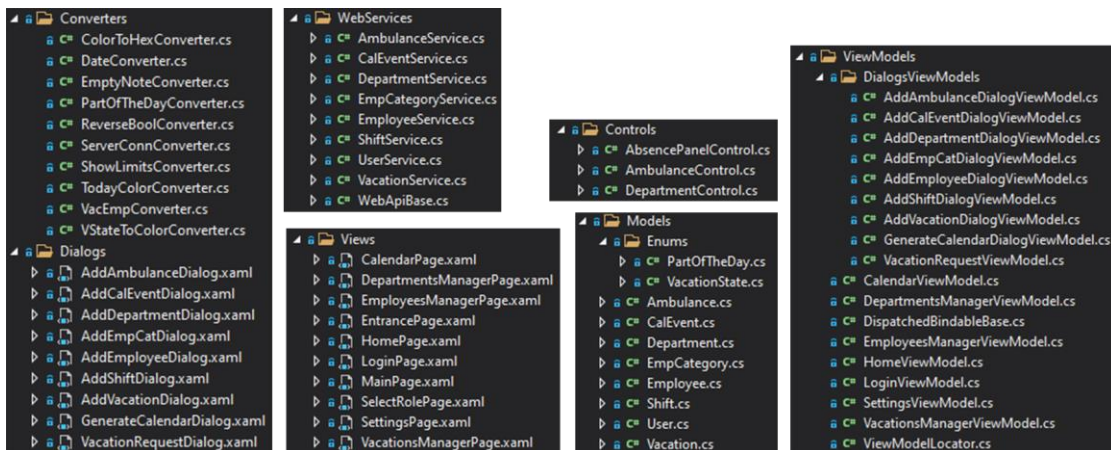 Converters
C# ColorToHexConverter.cs
C# DateConverter.cs
C# EmptyNoteConverter.cs
C# PartOfTheDayConverter.cs
C# ReverseBoolConverter.cs
C# ServerConnConverter.cs
C# ShowLimitsConverter.cs
C# TodayColorConverter.cs
C# VacEmpConverter.cs
C# VStateToColorConverter.cs
Dialogs
AddAmbulanceDialog.xaml
AddCalEventDialog.xaml
AddDepartmentDialog.xaml
AddEmpCatDialog.xaml
AddEmployeeDialog.xaml
AddShiftDialog.xaml
AddVacationDialog.xaml
GenerateCalendarDialog.xaml
VacationRequestDialog.xaml
WebServices
C# AmbulanceService.cs
C# CalEventService.cs
C# DepartmentService.cs
C# EmpCategoryService.cs
C# EmployeeService.cs
C# ShiftService.cs
C# UserService.cs
C# VacationService.cs
C# WebApiBase.cs
Views
CalendarPage.xaml
DepartmentsManagerPage.xaml
EmployeesManagerPage.xaml
EntrancePage.xaml
HomePage.xaml
LoginPage.xaml
MainPage.xaml
SelectRolePage.xaml
SettingsPage.xaml
VacationsManagerPage.xaml
Controls
C# AbsencePanelControl.cs
C# AmbulanceControl.cs
C# DepartmentControl.cs
Models
Enums
C# PartOfTheDay.cs
C# VacationState.cs
C# Ambulance.cs
C# CalEvent.cs
C# Department.cs
C# EmpCategory.cs
C# Employee.cs
C# Shift.cs
C# User.cs
C# Vacation.cs
ViewModels
DialogsViewModels
C# AddAmbulanceDialogViewModel.cs
C# AddCalEventDialogViewModel.cs
C# AddDepartmentDialogViewModel.cs
C# AddEmpCatDialogViewModel.cs
C# AddEmployeeDialogViewModel.cs
C# AddShiftDialogViewModel.cs
C# AddVacationDialogViewModel.cs
C# GenerateCalendarDialogViewModel.cs
C# VacationRequestViewModel.cs
C# CalendarViewModel.cs
C# DepartmentsManagerViewModel.cs
C# DispatchedBindableBase.cs
C# EmployeesManagerViewModel.cs
C# HomeViewModel.cs
C# LoginViewModel.cs
C# SettingsViewModel.cs
C# VacationsManagerViewModel.cs
C# ViewModelLocator.cs